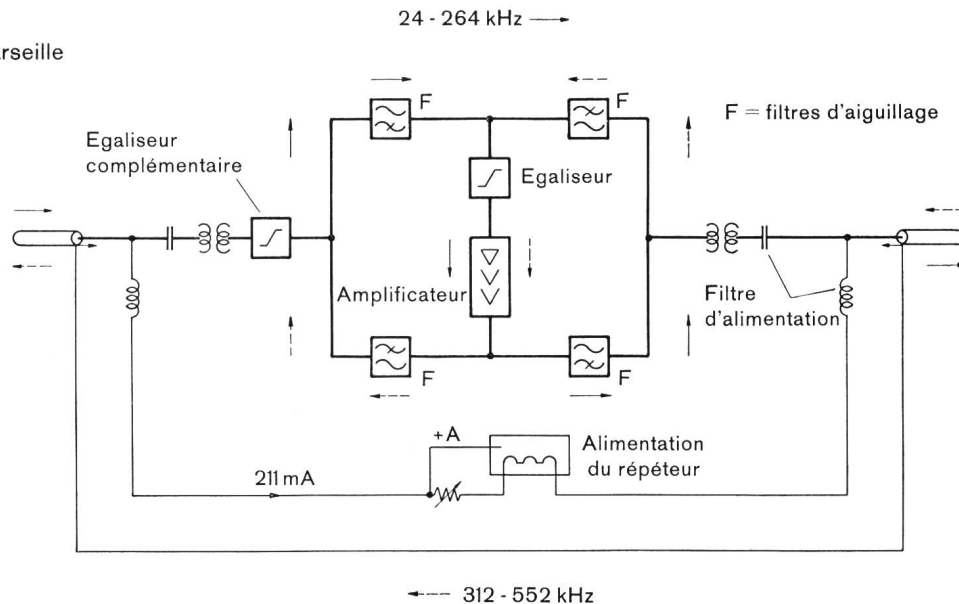 24 - 264 kHz
F
F
F = filtres d'aiguillage
Egaliseur
complémentaire
Egaliseur
Amplificateur
Filtre
d'alimentation
F
F
+A
Alimentation
du répéteur
211 mA
312 - 552 kHz